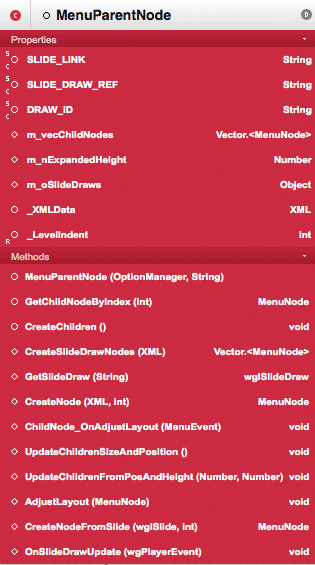 C MenuParentNode D
Properties
S C SLIDE_LINK String
S C SLIDE_DRAW_REF String
S C DRAW_ID String
m_vecChildNodes Vector.<MenuNode>
m_nExpandedHeight Number
m_oSlideDraws Object
_XMLData XML
R _LevelIndent int
Methods
MenuParentNode (OptionManager, String)
GetChildNodeByIndex (int) MenuNode
CreateChildren () void
CreateSlideDrawNodes (XML) Vector.<MenuNode>
GetSlideDraw (String) wglSlideDraw
CreateNode (XML, int) MenuNode
ChildNode_OnAdjustLayout (MenuEvent) void
UpdateChildrenSizeAndPosition () void
UpdateChildrenFromPosAndHeight (Number, Number) void
AdjustLayout (MenuNode) void
CreateNodeFromSlide (wglSlide, int) MenuNode
OnSlideDrawUpdate (wgPlayerEvent) void